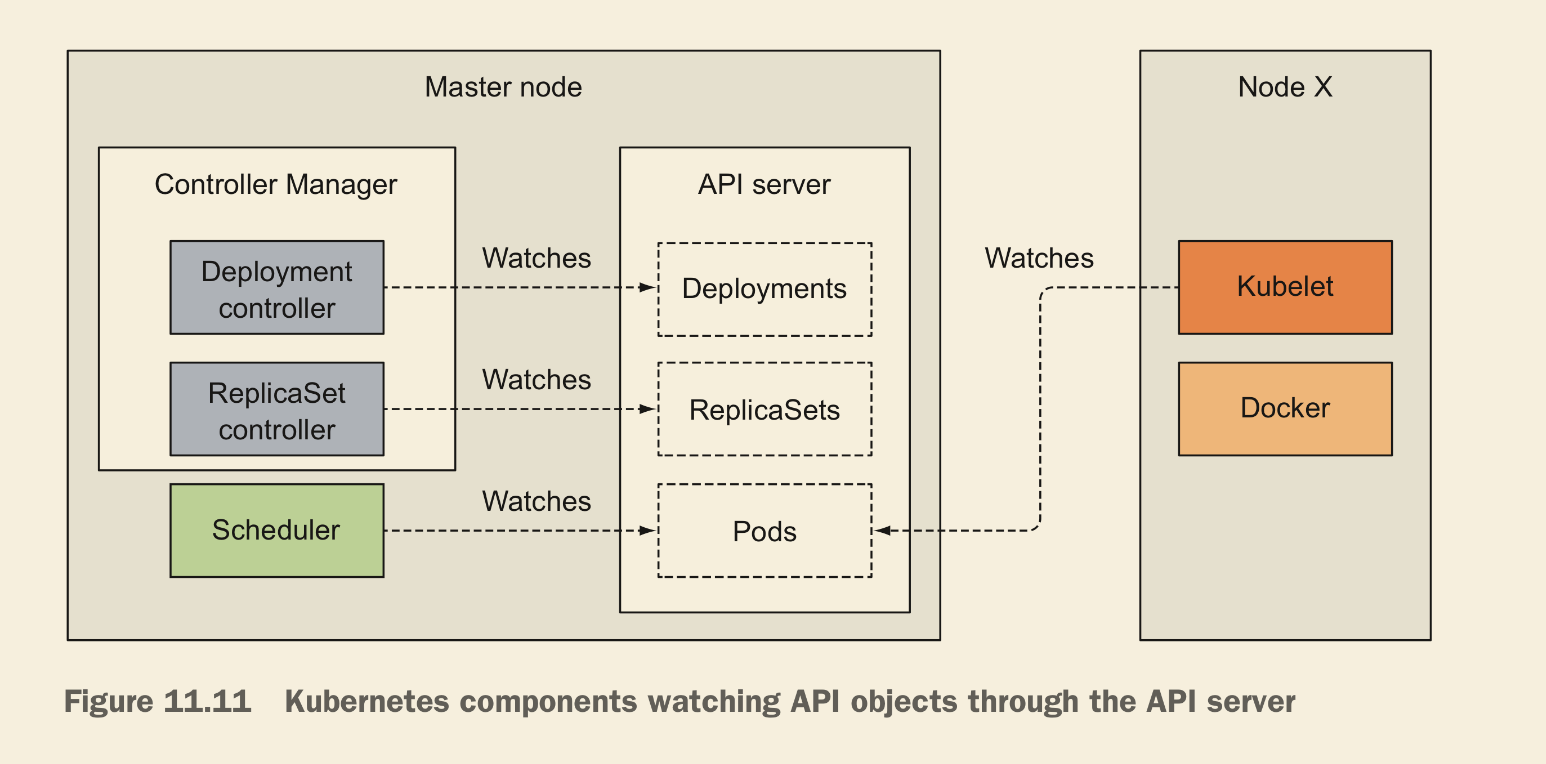 Master node
Node X
Controller Manager
API server
Deployment
controller
Watches
Deployments
Watches
Kubelet
ReplicaSet
controller
Watches
ReplicaSets
Docker
Scheduler
Watches
Pods
Figure 11.11 Kubernetes components watching API objects through the API server